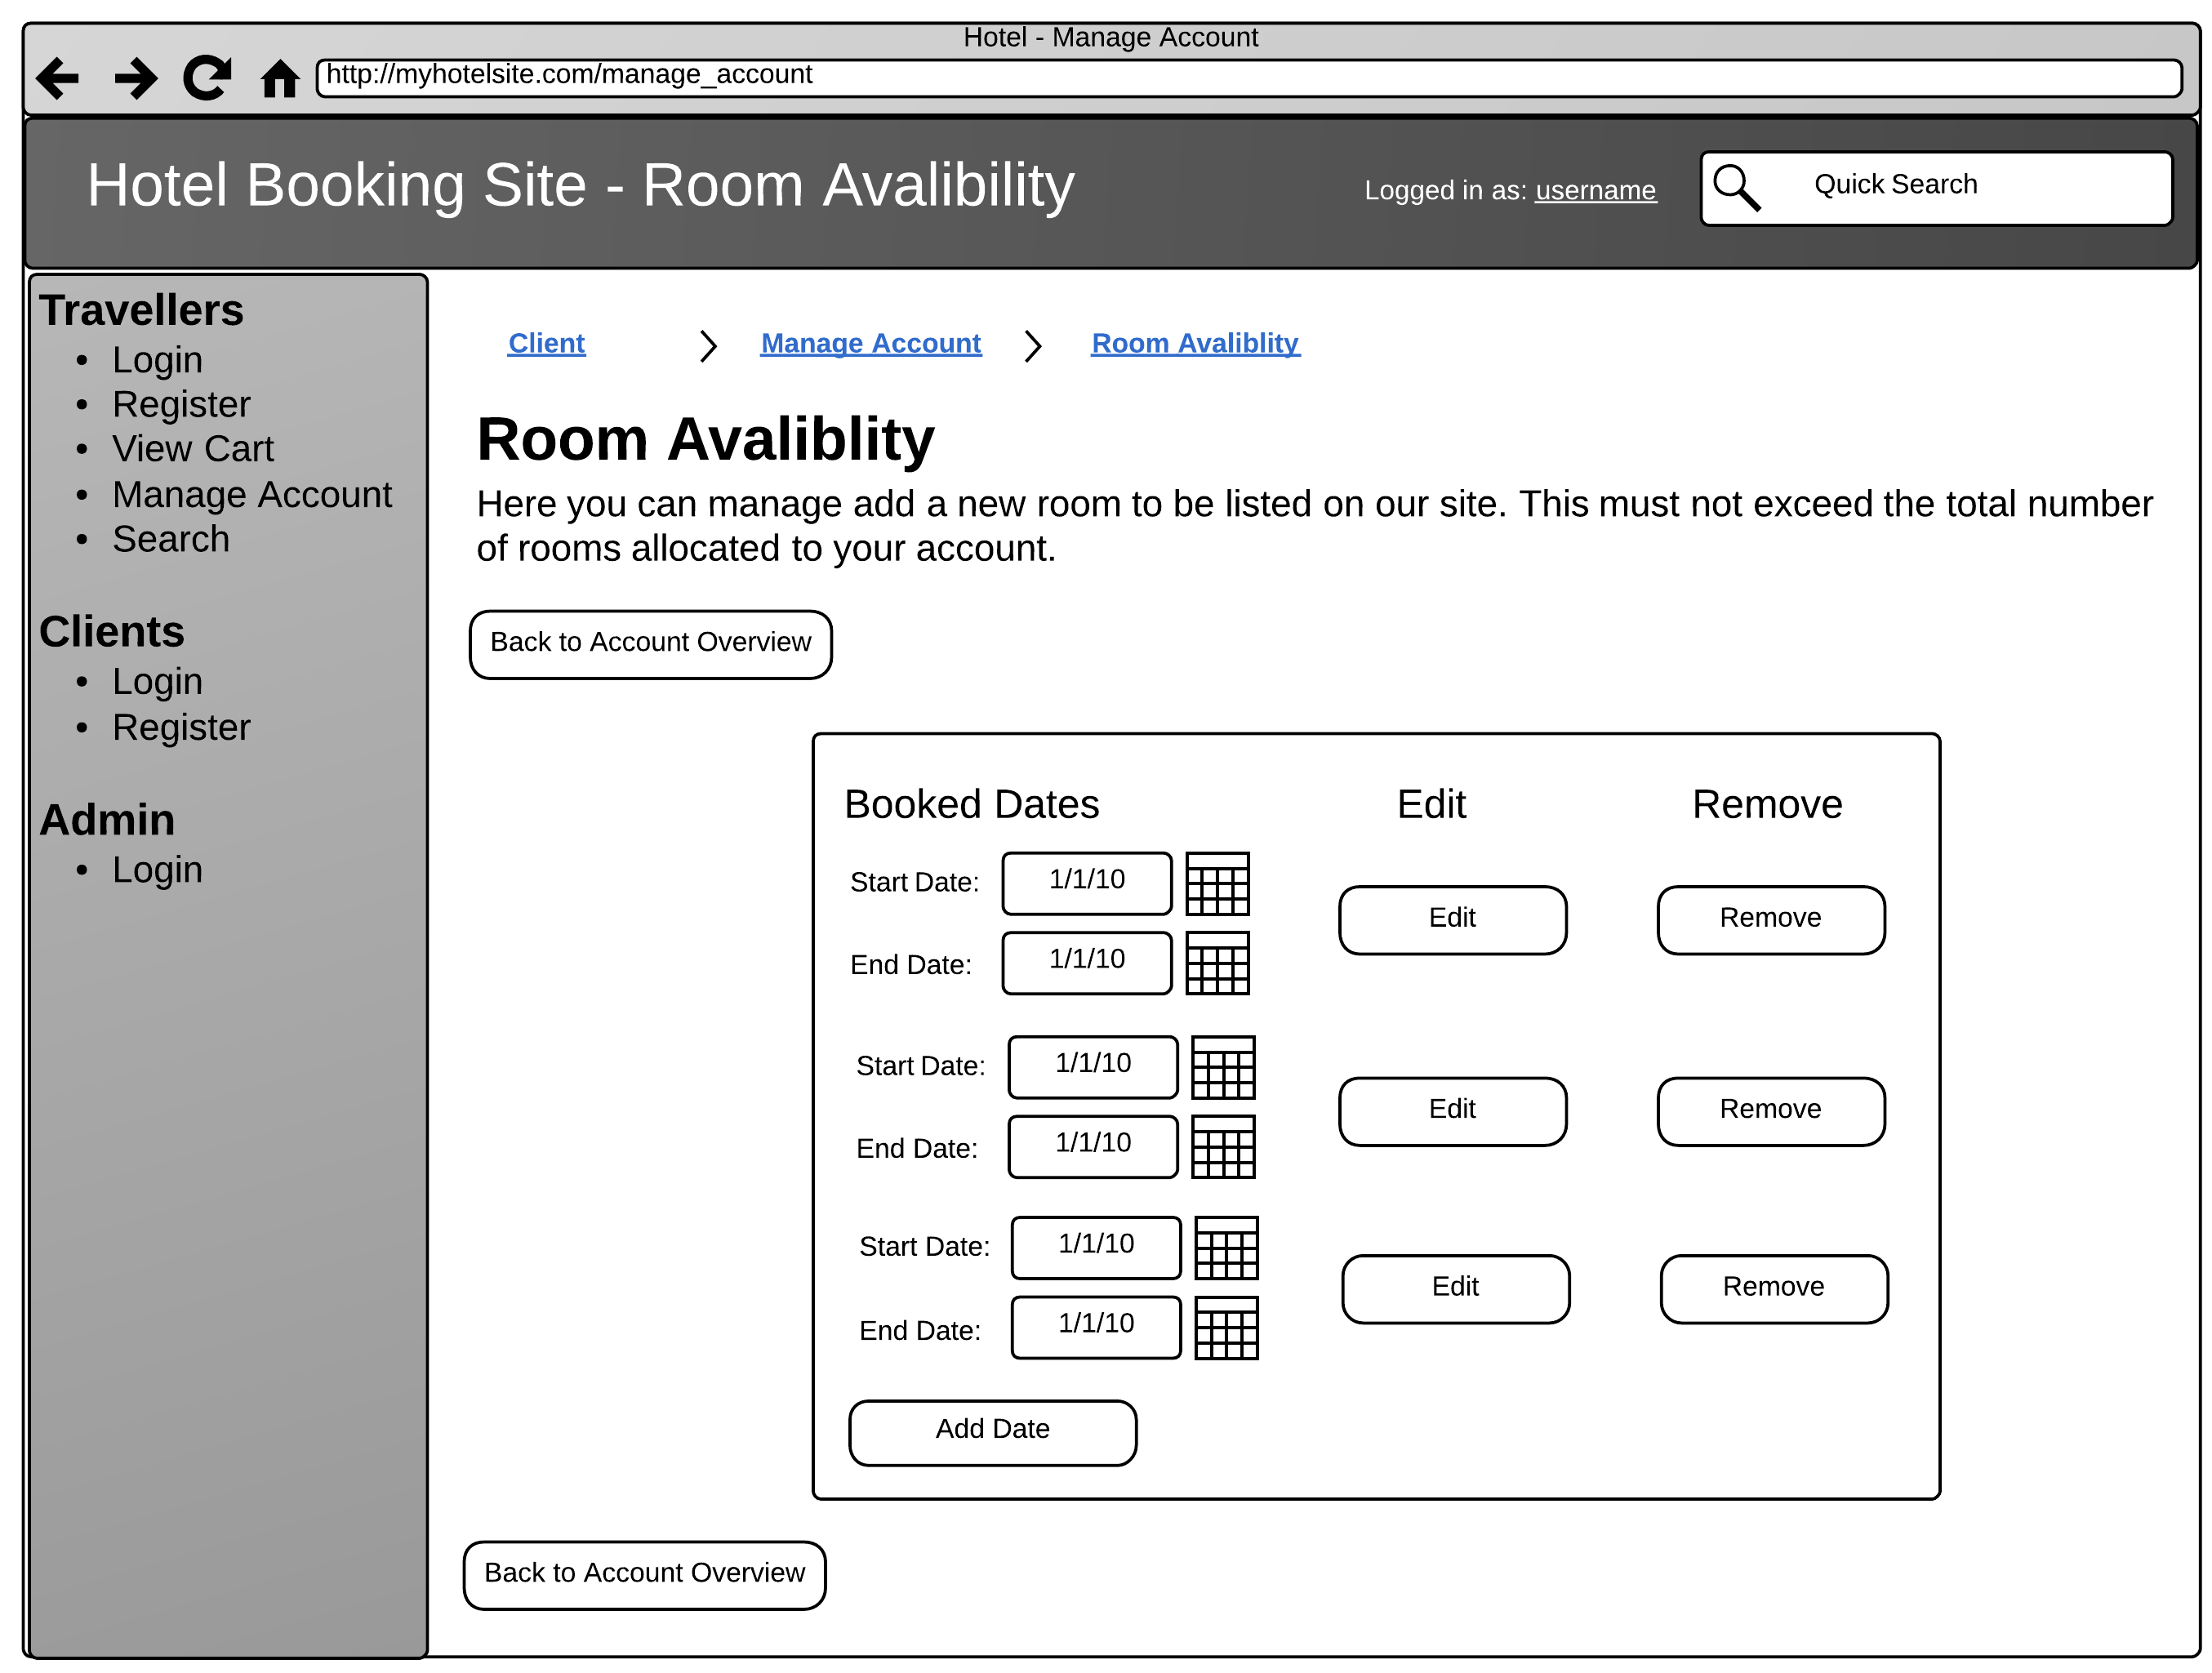 Hotel - Manage Account
http://myhotelsite.com/manage_account
Hotel Booking Site - Room Avalibility
Logged in as: username
Quick Search
Travellers
• Login
• Register
• View Cart
• Manage Account
• Search
Clients
• Login
• Register
Admin
• Login
Client
Manage Account
Room Avaliblity
Room Avaliblity
Here you can manage add a new room to be listed on our site. This must not exceed the total number
of rooms allocated to your account.
Back to Account Overview
Booked Dates Edit Remove
Start Date: 1/1/10
Edit Remove
End Date: 1/1/10
Start Date: 1/1/10
Edit Remove
End Date: 1/1/10
Start Date: 1/1/10
Edit Remove
End Date: 1/1/10
Add Date
Back to Account Overview